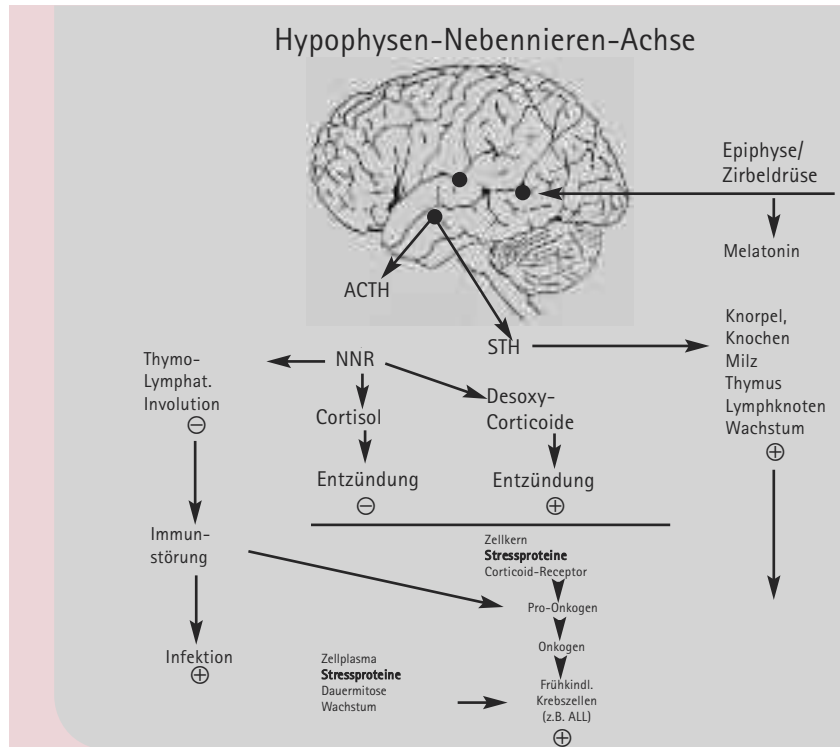 Hypophysen-Nebennieren-Achse
Epiphyse/
Zirbeldrüse
Melatonin
ACTH
STH
Knorpel,
Knochen
Milz
Thymus
Lymphknoten
Wachstum
⊕
Thymo-
Lymphat.
Involution
⊖
NNR
Cortisol
Desoxy-
Corticoide
Entzündung
⊖
Entzündung
⊕
Immun-
störung
Zellkern
Stressproteine
Corticoid-Receptor
Pro-Onkogen
Onkogen
Infektion
⊕
Zellplasma
Stressproteine
Dauermitose
Wachstum
Frühkindl.
Krebszellen
(z.B. ALL)
⊕